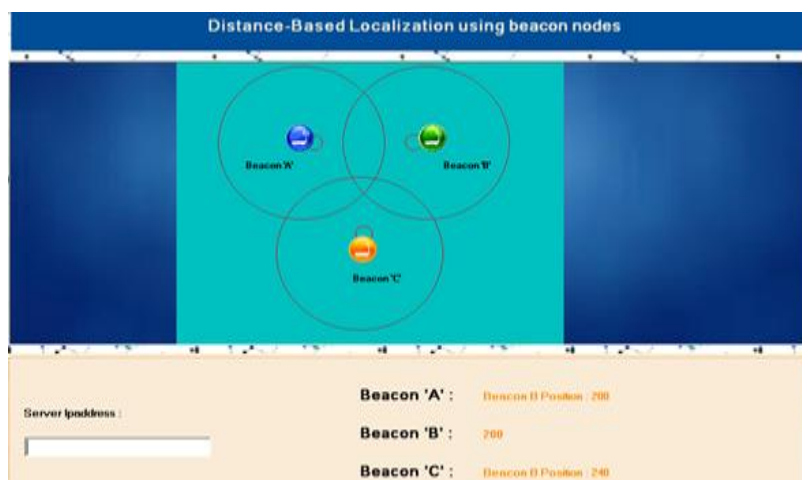 Distance-Based Localization using beacon nodes
Beacon 'A'
Beacon 'B'
Beacon 'C'
Beacon 'A' : Beacon B Position : 200
Server Ipaddress :
Beacon 'B' : 200
Beacon 'C' : Beacon B Position : 240